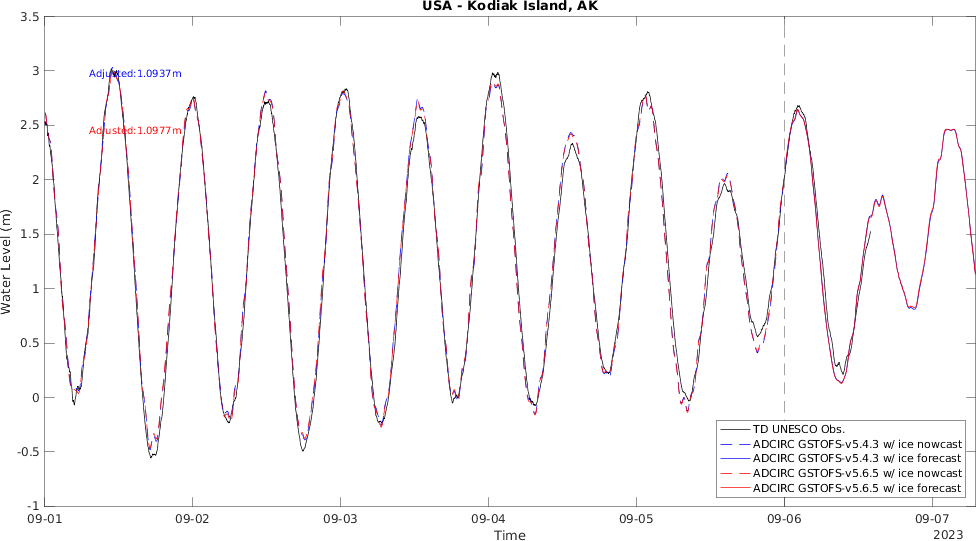 USA - Kodiak Island, AK
3.5
3
2.5
2
1.5
1
0.5
0
-0.5
-1
Water Level (m)
Adjusted:1.0937m
Adjusted:1.0977m
TD UNESCO Obs.
ADCIRC GSTOFS-v5.4.3 w/ ice nowcast
ADCIRC GSTOFS-v5.4.3 w/ ice forecast
ADCIRC GSTOFS-v5.6.5 w/ ice nowcast
ADCIRC GSTOFS-v5.6.5 w/ ice forecast
09-01 09-02 09-03 09-04 09-05 09-06 09-07
Time
2023